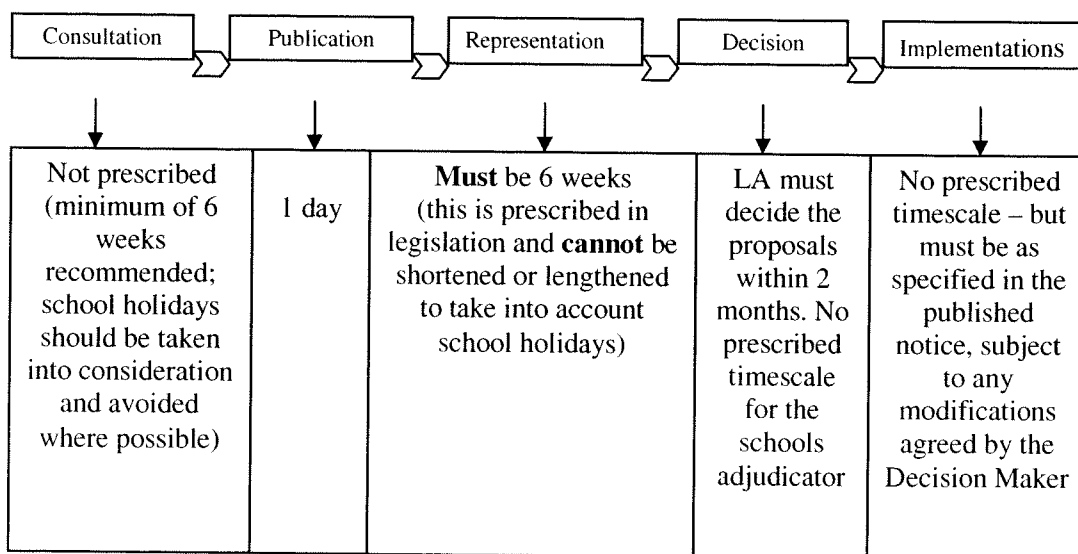 Consultation
Publication
Representation
Decision
Implementations
Not prescribed
(minimum of 6
weeks
recommended;
school holidays
should be taken
into consideration
and avoided
where possible)
1 day
Must be 6 weeks
(this is prescribed in
legislation and cannot be
shortened or lengthened
to take into account
school holidays)
LA must
decide the
proposals
within 2
months. No
prescribed
timescale
for the
schools
adjudicator
No prescribed
timescale – but
must be as
specified in the
published
notice, subject
to any
modifications
agreed by the
Decision Maker